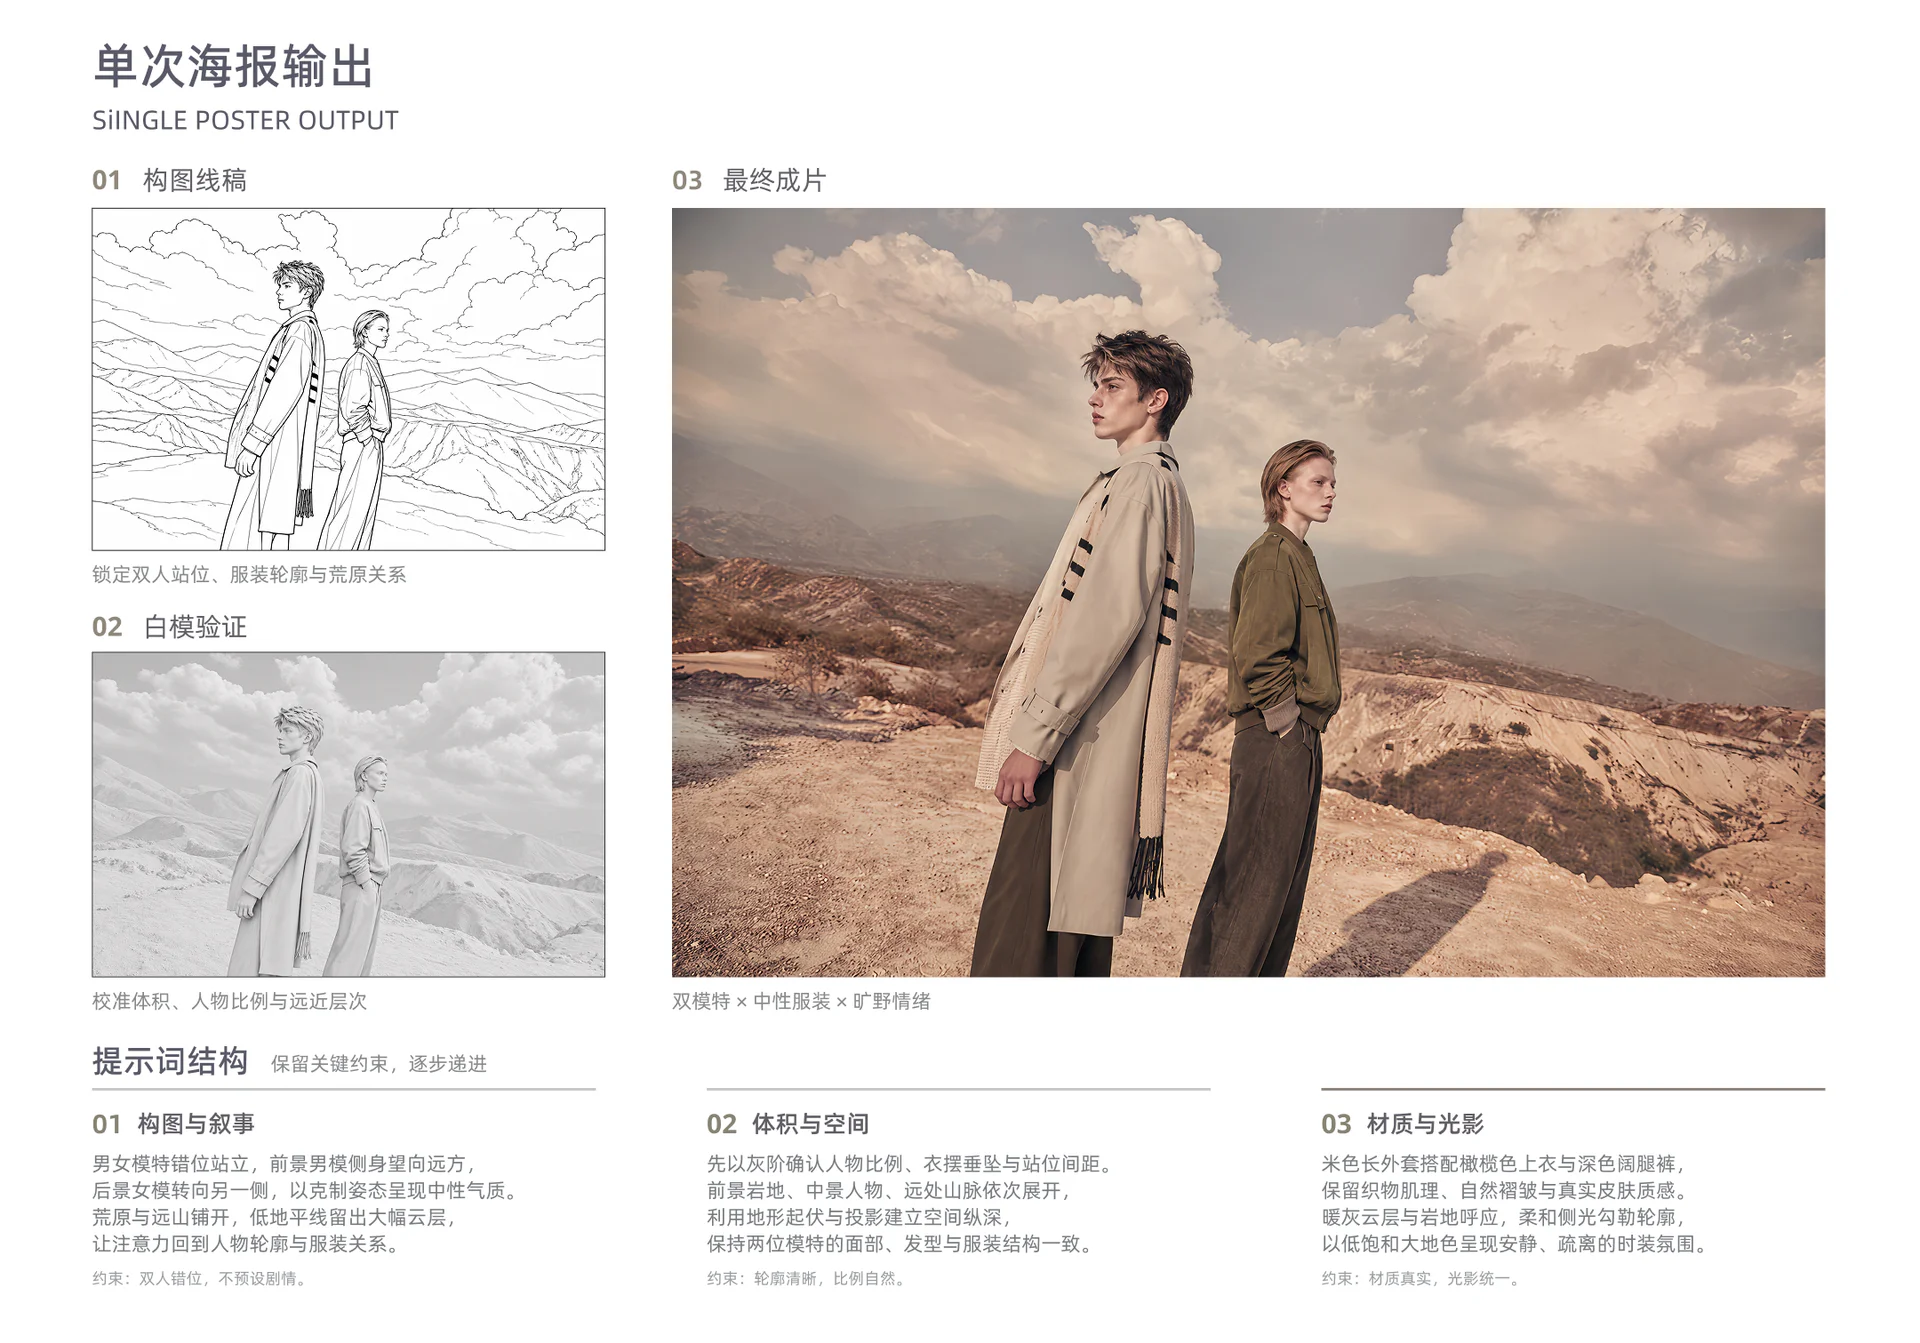 单次海报输出
SiINGLE POSTER OUTPUT
01 构图线稿
锁定双人站位、服装轮廓与荒原关系
02 白模验证
校准体积、人物比例与远近层次
03 最终成片
双模特 × 中性服装 × 旷野情绪
提示词结构 保留关键约束，逐步递进
01 构图与叙事
男女模特错位站立，前景男模侧身望向远方，
后景女模转向另一侧，以克制姿态呈现中性气质。
荒原与远山铺开，低地平线留出大幅云层，
让注意力回到人物轮廓与服装关系。
约束：双人错位，不预设剧情。
02 体积与空间
先以灰阶确认人物比例、衣摆垂坠与站位间距。
前景岩地、中景人物、远处山脉依次展开，
利用地形起伏与投影建立空间纵深，
保持两位模特的面部、发型与服装结构一致。
约束：轮廓清晰，比例自然。
03 材质与光影
米色长外套搭配橄榄色上衣与深色阔腿裤，
保留织物肌理、自然褶皱与真实皮肤质感。
暖灰云层与岩地呼应，柔和侧光勾勒轮廓，
以低饱和大地色呈现安静、疏离的时装氛围。
约束：材质真实，光影统一。